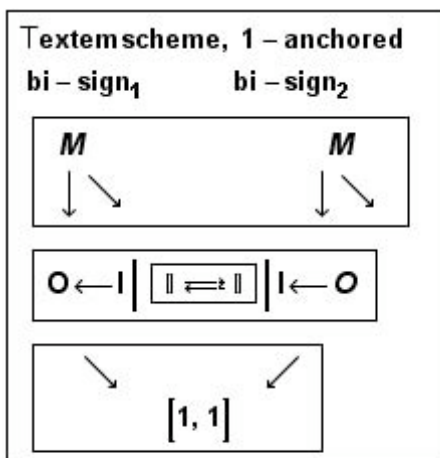 Textemscheme, 1 – anchored
bi – sign₁ bi – sign₂
M M
↓ ↘ ↓ ↘
O ← I | 𝕀 ⇌ 𝕀 | I ← O
↘ ↙
[1, 1]